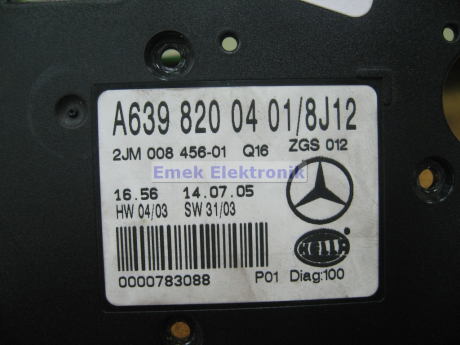 A639 820 04 01/8J12
2JM 008 456-01 Q16 ZGS 012
Emek Elektronik
16.56 14.07.05
HW 04/03 SW 31/03
HELLA
0000783088 P01 Diag:100